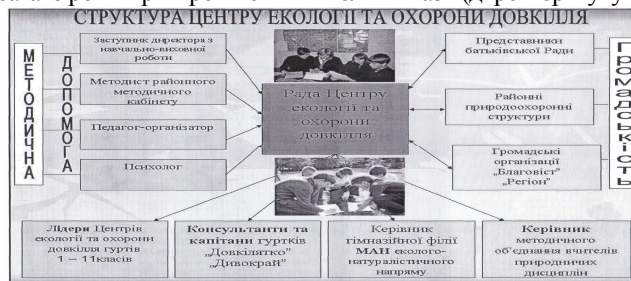 СТРУКТУРА ЦЕНТРУ ЕКОЛОГІЇ ТА ОХОРОНИ ДОВКІЛЛЯ
МЕТОДИЧНА
ДОПОМОГА
Заступник директора з
навчально-виховної
роботи
Методист районного
методичного
кабінету
Педагог-організатор
Психолог
Рада Центру
екології та
охорони
довкілля
Представники
батьківської Ради
Районні
природоохоронні
структури
Громадські
організації
„Благовіст"
„Регіон"
Громадськість
Лідери Центрів
екології та охорони
довкілля гуртів
1 – 11класів
Консультанти та
капітани гуртків
„Довкілятко"
„Дивокрай"
Керівник
гімназійної філії
МАН еколого-
натуралістичного
напряму
Керівник
методичного
об'єднання вчителів
природничих
дисциплін